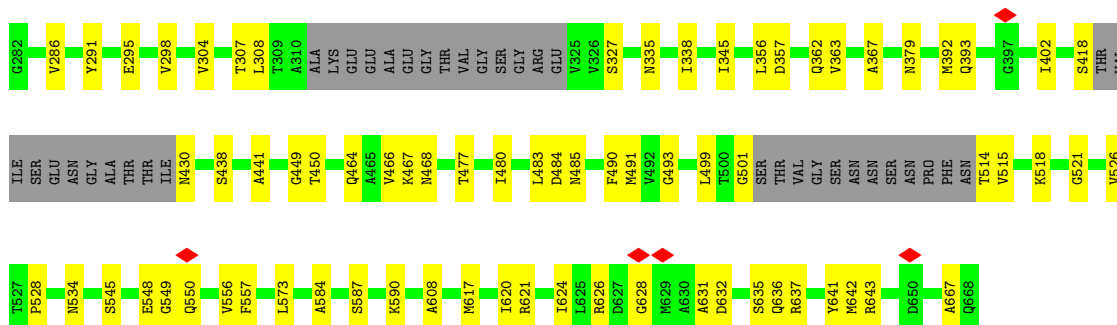 G282 V286 Y291 E295 V298 V304 T307 L308 T309 A310 ALA LYS GLU GLU ALA GLU GLY THR VAL GLY SER GLY ARG GLU V325 V326 S327 N335 I338 I345 L356 D357 Q362 V363 A367 N379 M392 Q393 G397 I402 S418 THR
ILE SER GLU ASN GLY ALA THR THR ILE N430 S438 A441 G449 T450 Q464 A465 V466 K467 N468 T477 I480 L483 D484 N485 F490 M491 V492 G493 L499 T500 G501 SER THR VAL GLY SER ASN ASN SER ASN PRO PHE ASN T514 V515 K518 G521 V526
T527 P528 N534 S545 E548 G549 Q550 V556 F557 L573 A584 S587 K590 A608 M617 I620 R621 I624 L625 R626 D627 G628 M629 A630 A631 D632 S635 Q636 R637 Y641 M642 R643 D650 A667 Q668